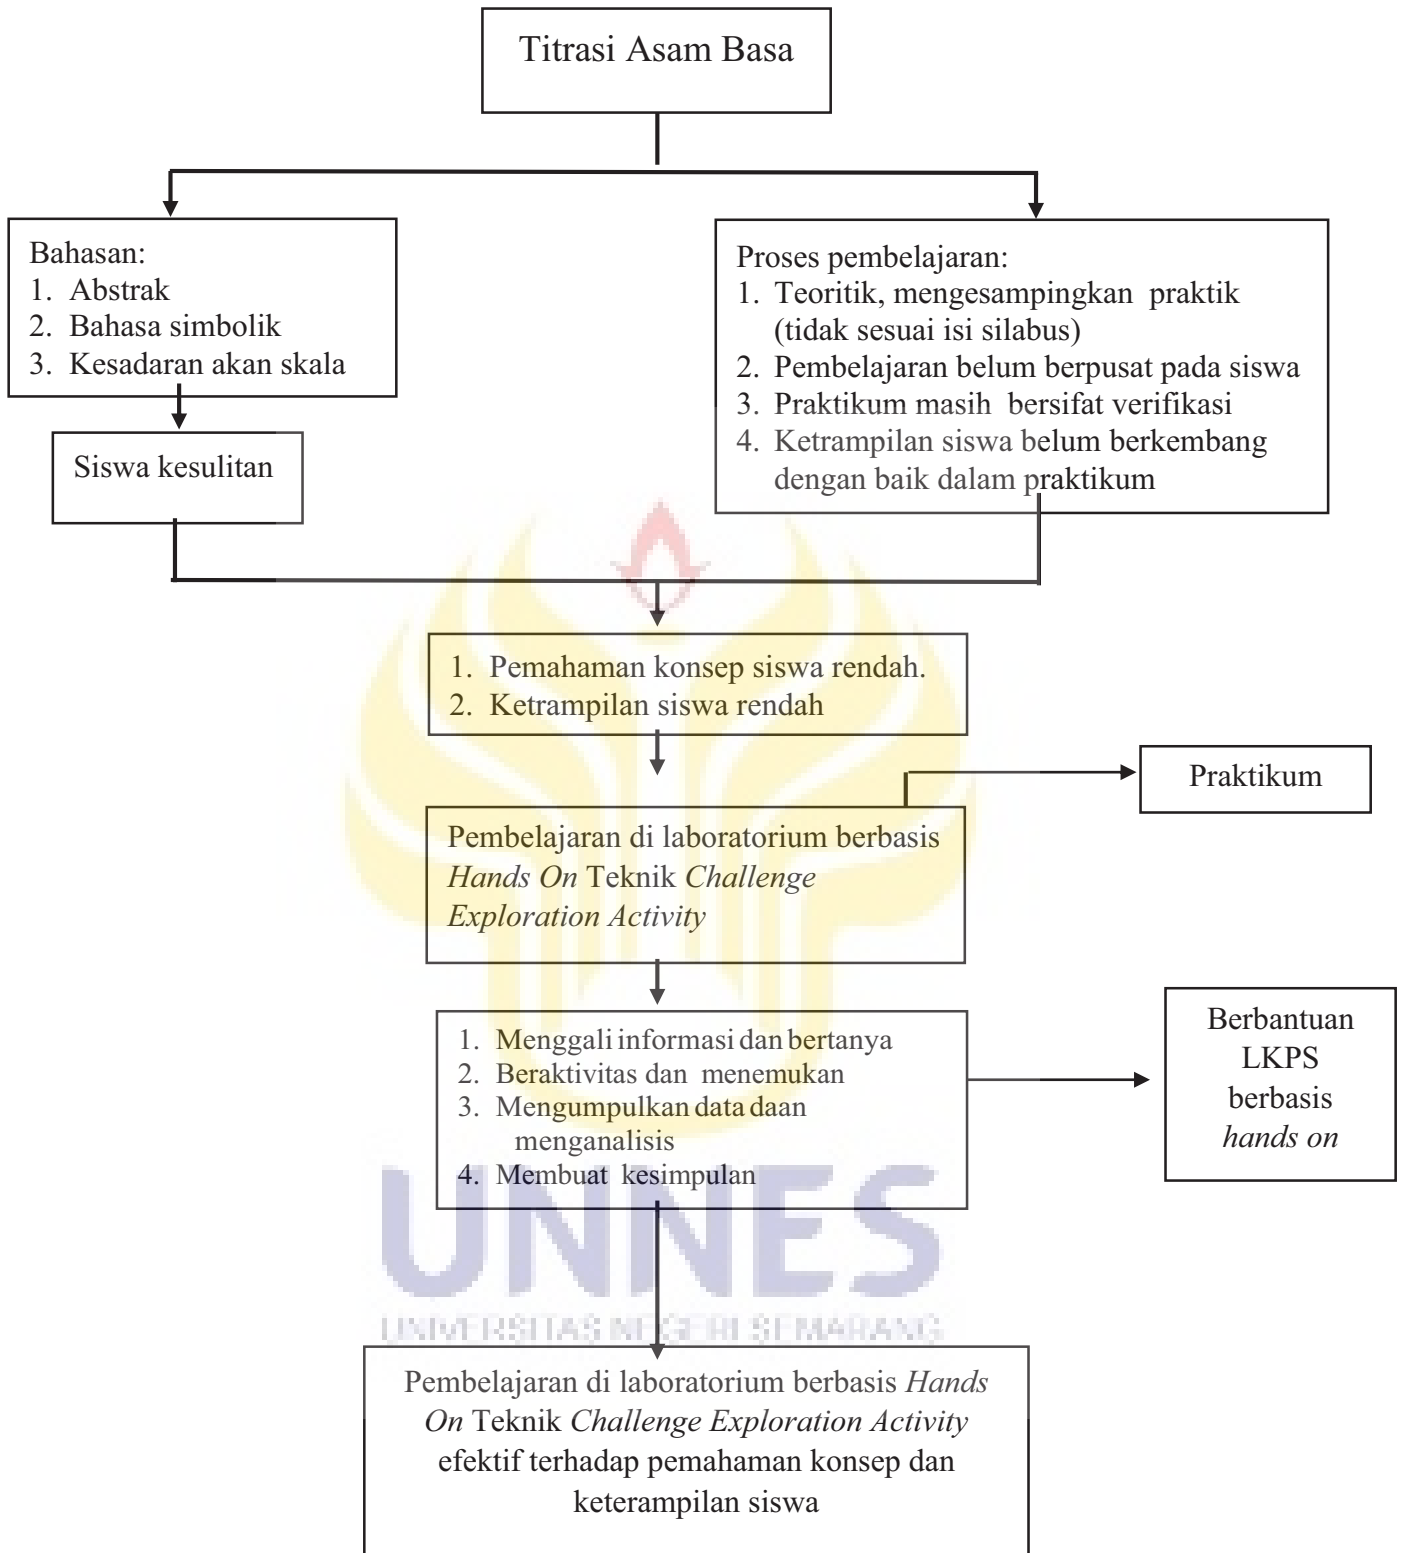 Titrasi Asam Basa
Bahasan:
1. Abstrak
2. Bahasa simbolik
3. Kesadaran akan skala
Proses pembelajaran:
1. Teoritik, mengesampingkan praktik
(tidak sesuai isi silabus)
2. Pembelajaran belum berpusat pada siswa
3. Praktikum masih bersifat verifikasi
4. Ketrampilan siswa belum berkembang
dengan baik dalam praktikum
Siswa kesulitan
1. Pemahaman konsep siswa rendah.
2. Ketrampilan siswa rendah
Praktikum
Pembelajaran di laboratorium berbasis
Hands On Teknik Challenge
Exploration Activity
1. Menggali informasi dan bertanya
2. Beraktivitas dan menemukan
3. Mengumpulkan data daan
menganalisis
4. Membuat kesimpulan
Berbantuan
LKPS
berbasis
hands on
UNNES
UNIVERSITAS NEGERI SEMARANG
Pembelajaran di laboratorium berbasis Hands
On Teknik Challenge Exploration Activity
efektif terhadap pemahaman konsep dan
keterampilan siswa